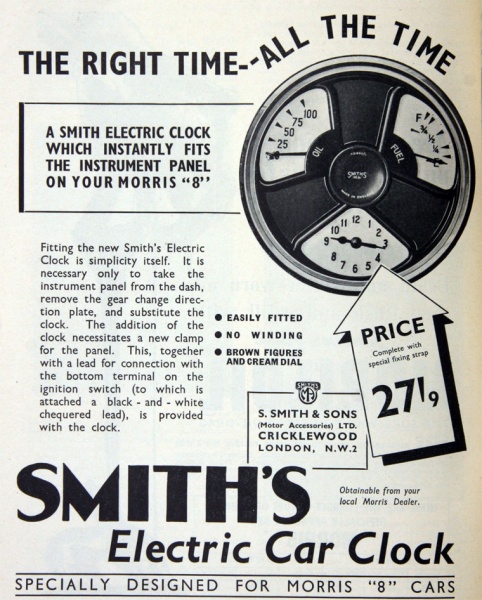 THE RIGHT TIME--ALL THE TIME
A SMITH ELECTRIC CLOCK
WHICH INSTANTLY FITS
THE INSTRUMENT PANEL
ON YOUR MORRIS “8”
25
50
75
100
OIL
F
¾
½
¼
FUEL
SMITHS
12
1
2
3
4
5
6
7
8
9
10
11
Fitting the new Smith's Electric
Clock is simplicity itself. It is
necessary only to take the
instrument panel from the dash,
remove the gear change direc-
tion plate, and substitute the
clock. The addition of the
clock necessitates a new clamp
for the panel. This, together
with a lead for connection with
the bottom terminal on the
ignition switch (to which is
attached a black - and - white
chequered lead), is provided
with the clock.
● EASILY FITTED
● NO WINDING
● BROWN FIGURES
AND CREAM DIAL
PRICE
Complete with
special fixing strap
27/9
SMITHS
MA
S. SMITH & SONS
(Motor Accessories) LTD.
CRICKLEWOOD
LONDON, N.W.2
SMITH'S
Obtainable from your
local Morris Dealer.
Electric Car Clock
SPECIALLY DESIGNED FOR MORRIS “8” CARS